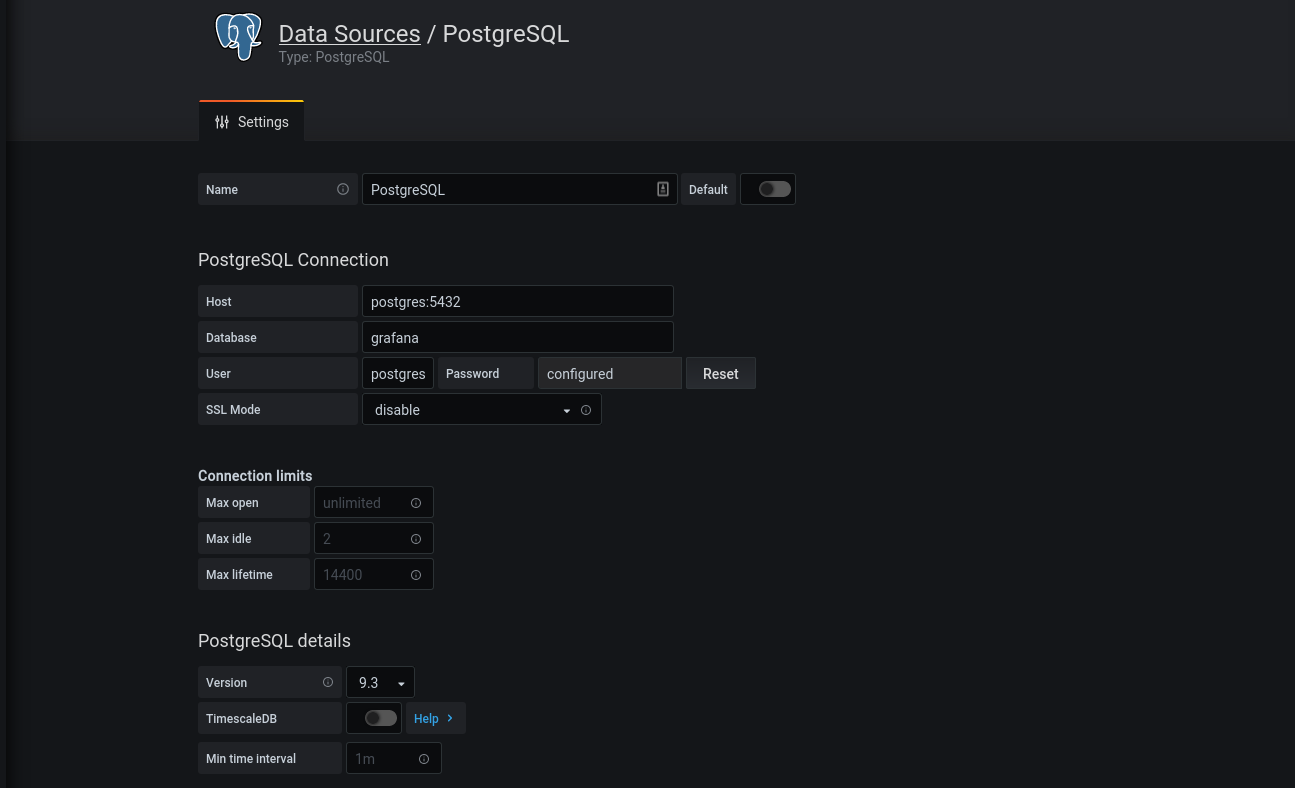 Data Sources / PostgreSQL
Type: PostgreSQL
Settings
Name PostgreSQL Default
PostgreSQL Connection
Host postgres:5432
Database grafana
User postgres Password configured Reset
SSL Mode disable
Connection limits
Max open unlimited
Max idle 2
Max lifetime 14400
PostgreSQL details
Version 9.3
TimescaleDB Help
Min time interval 1m